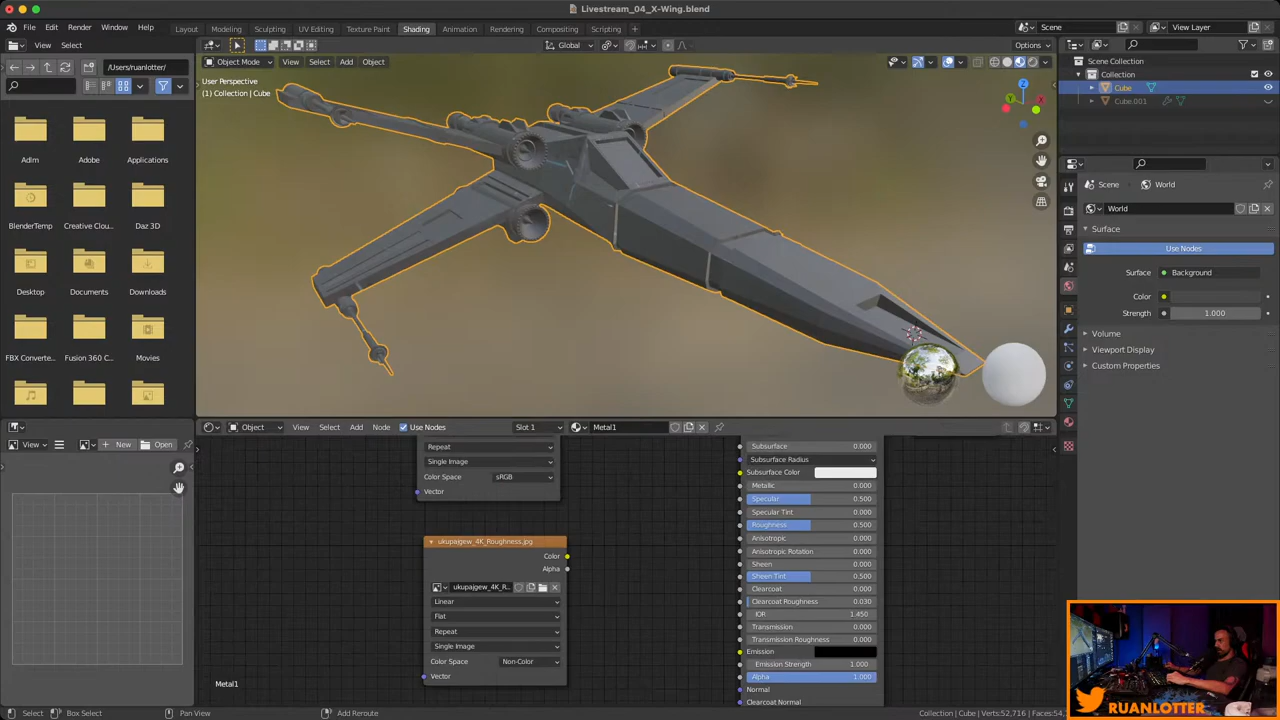 Livestream_04_X-Wing.blend
File Edit Render Window Help Layout Modeling Sculpting UV Editing Texture Paint Shading Animation Rendering Compositing Scripting + Scene View Layer
View Select Global Options
/Users/ruanlotter/ Object Mode View Select Add Object
User Perspective
(1) Collection | Cube
Scene Collection
Collection
Cube
Cube.001
Adlm Adobe Applications
BlenderTemp Creative Clou.. Daz 3D
Desktop Documents Downloads
FBX Converte.. Fusion 360 C.. Movies
Z
Y
X
Scene World
World
Surface
Use Nodes
Surface Background
Color
Strength 1.000
Volume
Viewport Display
Custom Properties
Object View Select Add Node Use Nodes Slot 1 Metal1
View New Open
Repeat
Single Image
Color Space sRGB
Vector
ukupajgew_4K_Roughness.jpg
Color
Alpha
ukupajgew_4K_R..
Linear
Flat
Repeat
Single Image
Color Space Non-Color
Vector
Subsurface 0.000
Subsurface Radius
Subsurface Color
Metallic 0.000
Specular 0.500
Specular Tint 0.000
Roughness 0.500
Anisotropic 0.000
Anisotropic Rotation 0.000
Sheen 0.000
Sheen Tint 0.500
Clearcoat 0.000
Clearcoat Roughness 0.030
IOR 1.450
Transmission 0.000
Transmission Roughness 0.000
Emission
Emission Strength 1.000
Alpha 1.000
Normal
Clearcoat Normal
Metal1
RUANLOTTER
Select Box Select Pan View Add Reroute Collection | Cube | Verts:52,716 | Faces:54,